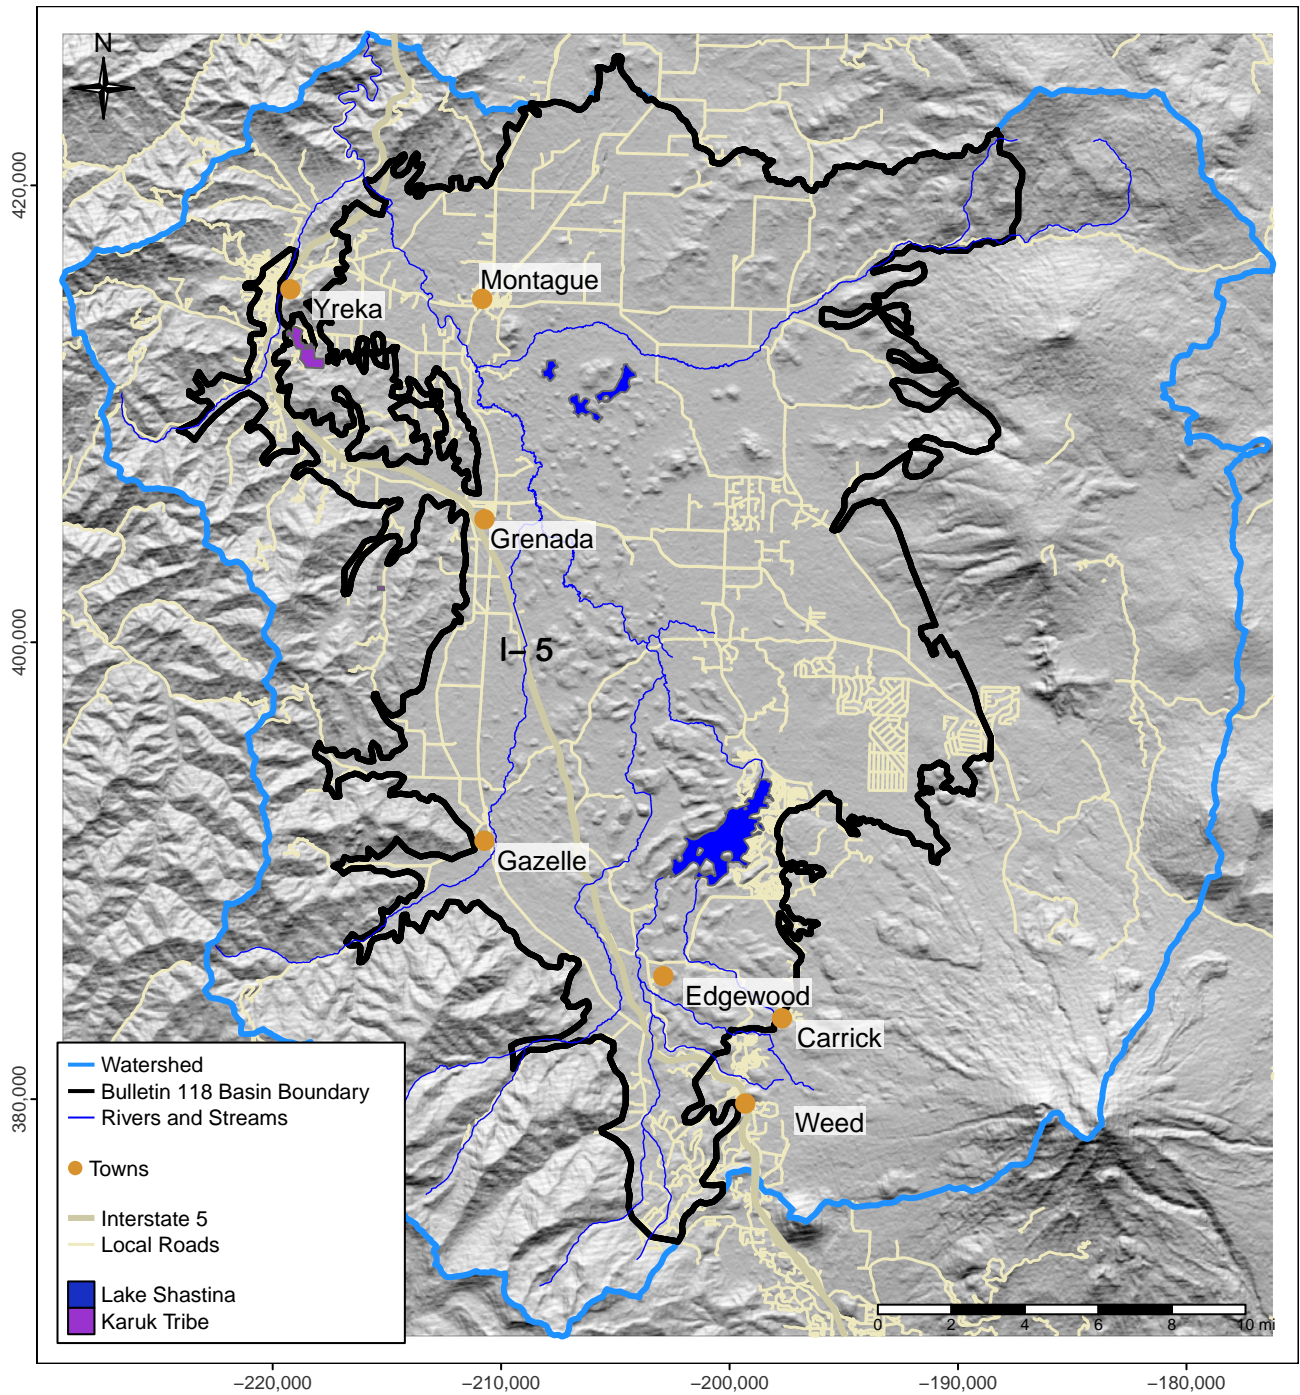 N
420,000
400,000
380,000
Montague
Yreka
Grenada
I– 5
Gazelle
Edgewood
Carrick
Weed
Watershed
Bulletin 118 Basin Boundary
Rivers and Streams
Towns
Interstate 5
Local Roads
Lake Shastina
Karuk Tribe
0 2 4 6 8 10 mi
−220,000 −210,000 −200,000 −190,000 −180,000